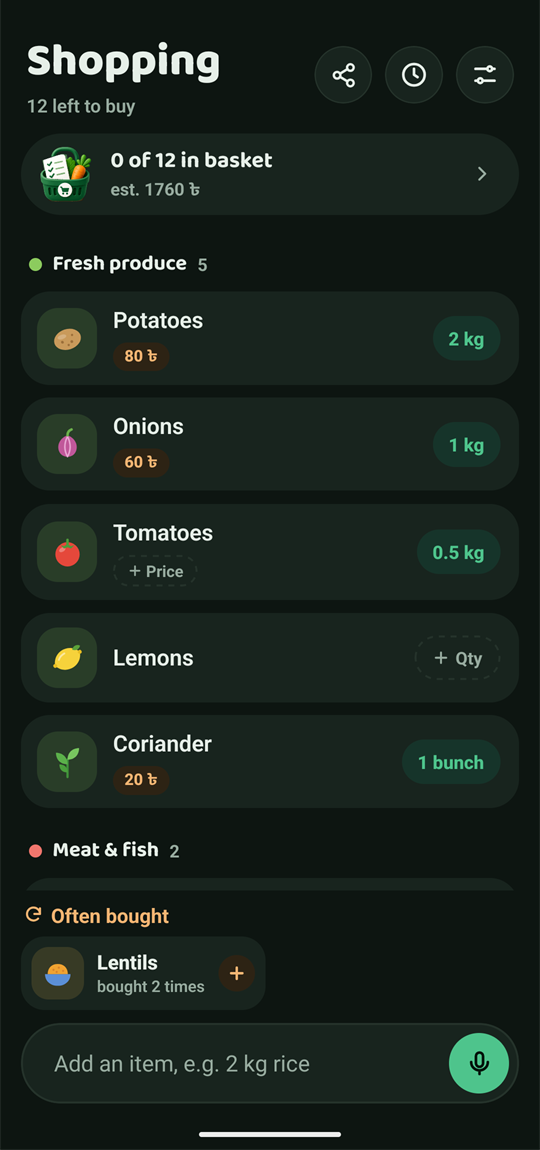 Shopping
12 left to buy
0 of 12 in basket
est. 1760 ৳
Fresh produce 5
Potatoes
80 ৳
2 kg
Onions
60 ৳
1 kg
Tomatoes
+ Price
0.5 kg
Lemons
+ Qty
Coriander
20 ৳
1 bunch
Meat & fish 2
Often bought
Lentils
bought 2 times
+
Add an item, e.g. 2 kg rice